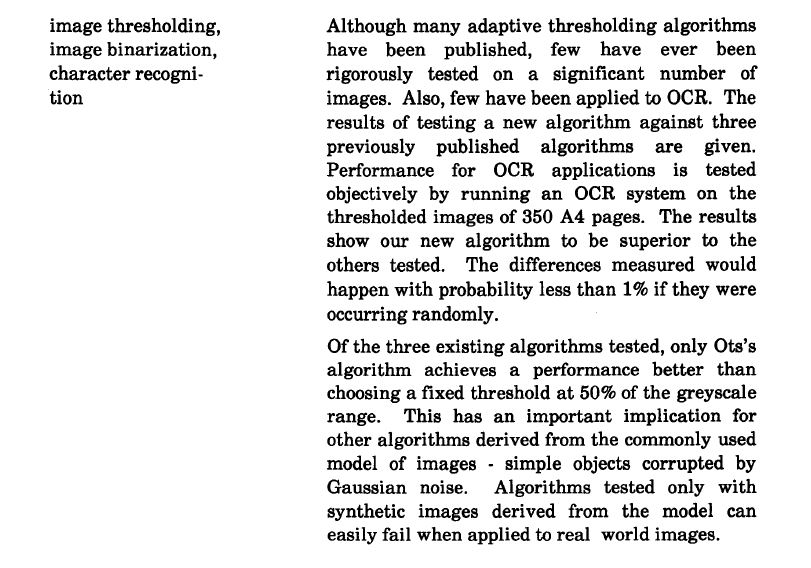 image thresholding,
image binarization,
character recogni-
tion
Although many adaptive thresholding algorithms
have been published, few have ever been
rigorously tested on a significant number of
images. Also, few have been applied to OCR. The
results of testing a new algorithm against three
previously published algorithms are given.
Performance for OCR applications is tested
objectively by running an OCR system on the
thresholded images of 350 A4 pages. The results
show our new algorithm to be superior to the
others tested. The differences measured would
happen with probability less than 1% if they were
occurring randomly.
Of the three existing algorithms tested, only Ots's
algorithm achieves a performance better than
choosing a fixed threshold at 50% of the greyscale
range. This has an important implication for
other algorithms derived from the commonly used
model of images - simple objects corrupted by
Gaussian noise. Algorithms tested only with
synthetic images derived from the model can
easily fail when applied to real world images.